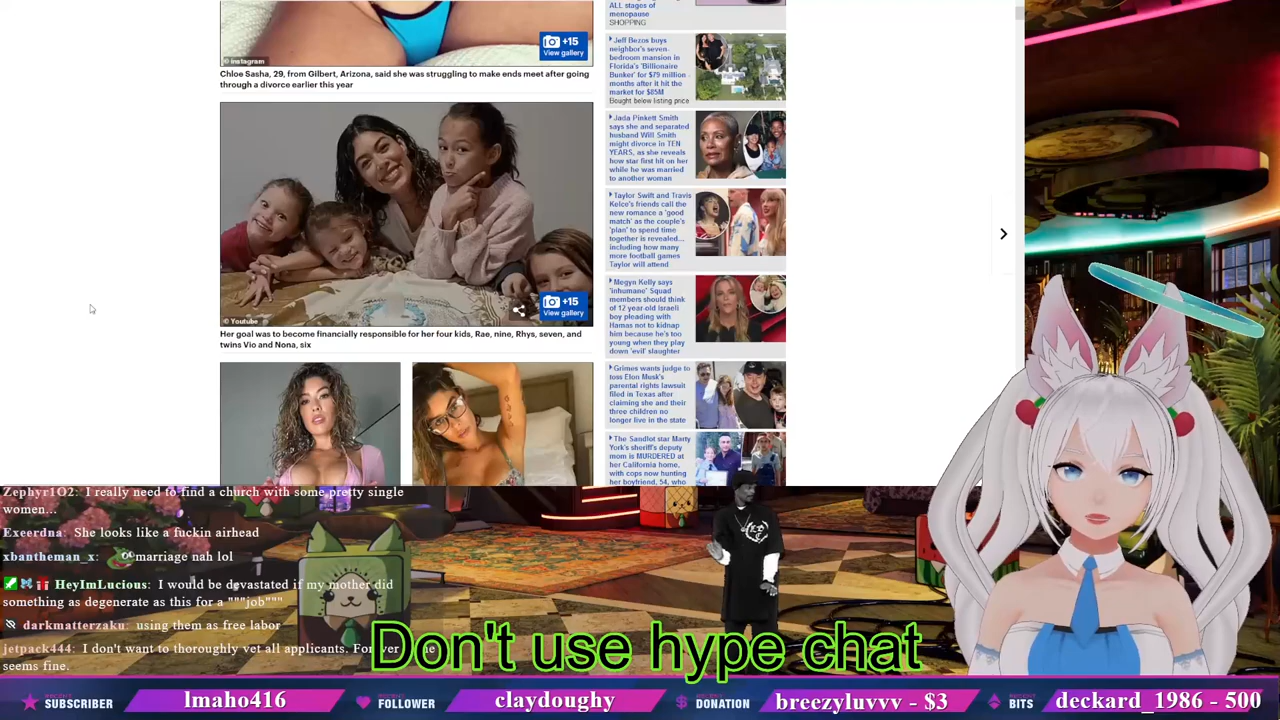 ALL stages of
menopause
SHOPPING
+15
View gallery
© Instagram
Chloe Sasha, 29, from Gilbert, Arizona, said she was struggling to make ends meet after going
through a divorce earlier this year
Jeff Bezos buys
neighbor's seven-
bedroom mansion in
Florida's 'Billionaire
Bunker' for $79 million -
months after it hit the
market for $85M
Bought below listing price
Jada Pinkett Smith
says she and separated
husband Will Smith
might divorce in TEN
YEARS, as she reveals
how star first hit on her
while he was married
to another woman
Taylor Swift and Travis
Kelce's friends call the
new romance a 'good
match' as the couple's
'plan' to spend time
together is revealed...
including how many
more football games
Taylor will attend
Megyn Kelly says
'inhumane' Squad
members should think
of 12 year-old Israeli
boy pleading with
Hamas not to kidnap
him because he's too
young when they play
down 'evil' slaughter
Grimes wants judge to
toss Elon Musk's
parental rights lawsuit
filed in Texas after
claiming she and their
three children no
longer live in the state
The Sandlot star Marty
York's sheriff's deputy
mom is MURDERED at
her California home,
with cops now hunting
her boyfriend, 54, who
+15
View gallery
© Youtube
Her goal was to become financially responsible for her four kids, Rae, nine, Rhys, seven, and
twins Vio and Nona, six
Zephyr1O2: I really need to find a church with some pretty single
women...
Exeerdna: She looks like a fuckin airhead
xbantheman_x: marriage nah lol
HeyImLucious: I would be devastated if my mother did
something as degenerate as this for a """job"""
darkmatterzaku: using them as free labor
jetpack444: I don't want to thoroughly vet all applicants. For me
seems fine.
Don't use hype chat
RECENT
SUBSCRIBER
lmaho416
RECENT
FOLLOWER
claydoughy
RECENT
DONATION
breezyluvvv - $3
RECENT
BITS
deckard_1986 - 500